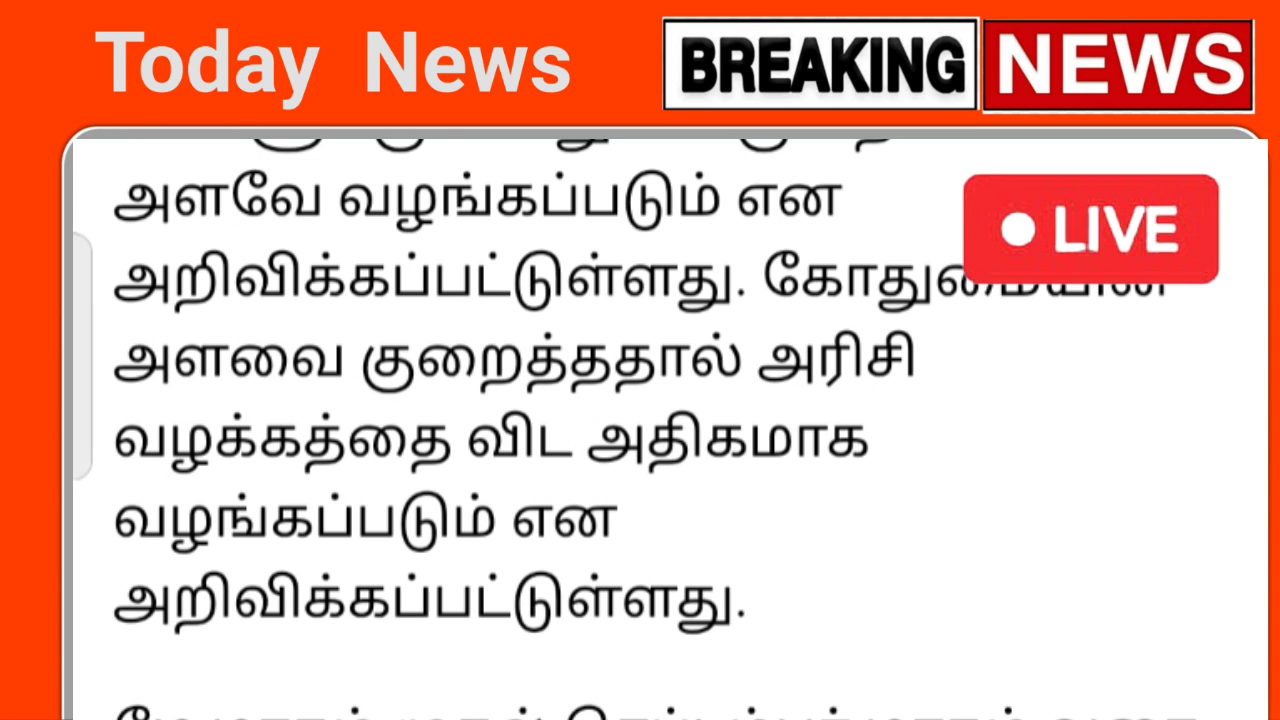 Today News
BREAKING NEWS
அளவே வழங்கப்படும் என
LIVE
அறிவிக்கப்பட்டுள்ளது.
அளவை குறைத்ததால் அரிசி
வழக்கத்தை விட அதிகமாக
வழங்கப்படும் என
அறிவிக்கப்பட்டுள்ளது.